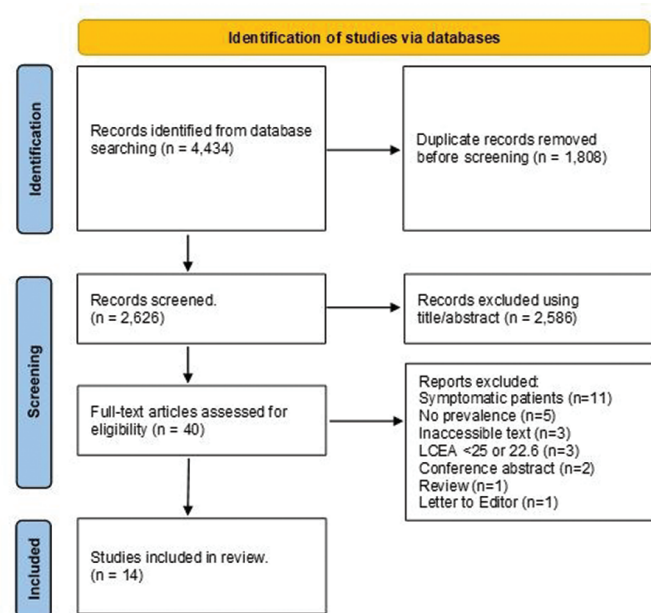 Identification of studies via databases
Identification
Records identified from database
searching (n = 4,434)
Duplicate records removed
before screening (n = 1,808)
Screening
Records screened.
(n = 2,626)
Records excluded using
title/abstract (n = 2,586)
Full-text articles assessed for
eligibility (n = 40)
Reports excluded:
Symptomatic patients (n=11)
No prevalence (n=5)
Inaccessible text (n=3)
LCEA <25 or 22.6 (n=3)
Conference abstract (n=2)
Review (n=1)
Letter to Editor (n=1)
Included
Studies included in review.
(n = 14)